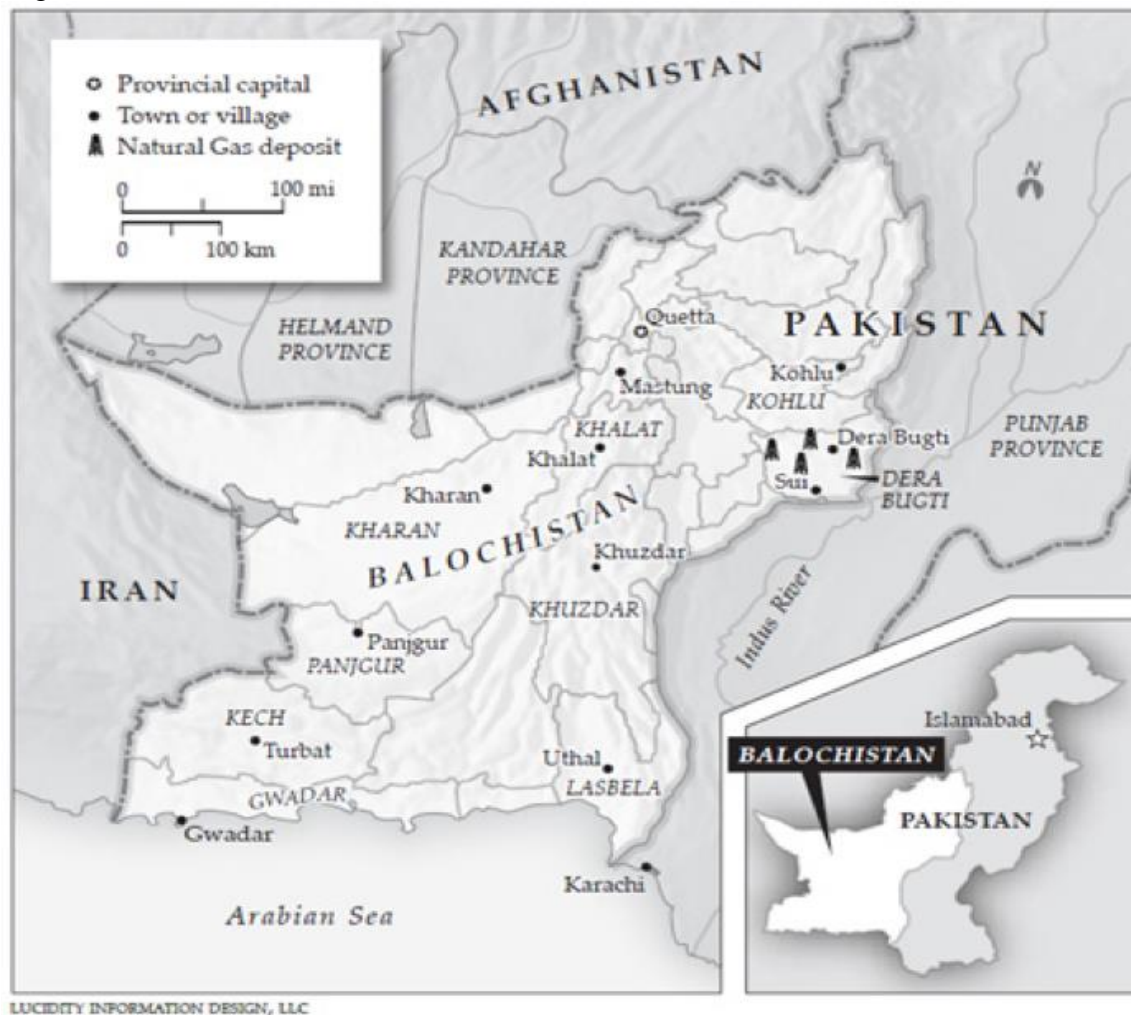 Provincial capital
Town or village
Natural Gas deposit
0 100 mi
0 100 km
AFGHANISTAN
N
KANDAHAR
PROVINCE
HELMAND
PROVINCE
Quetta
PAKISTAN
Mastung
Kohlu
KOHLU
KHALAT
Khalat
Dera Bugti
PUNJAB
PROVINCE
Sui
DERA
BUGTI
Kharan
KHARAN
BALOCHISTAN
Khuzdar
KHUZDAR
IRAN
Indus River
Panjgur
PANJGUR
KECH
Turbat
Uthal
LASBELA
GWADAR
Gwadar
Karachi
Arabian Sea
Islamabad
BALOCHISTAN
PAKISTAN
LUCIDITY INFORMATION DESIGN, LLC